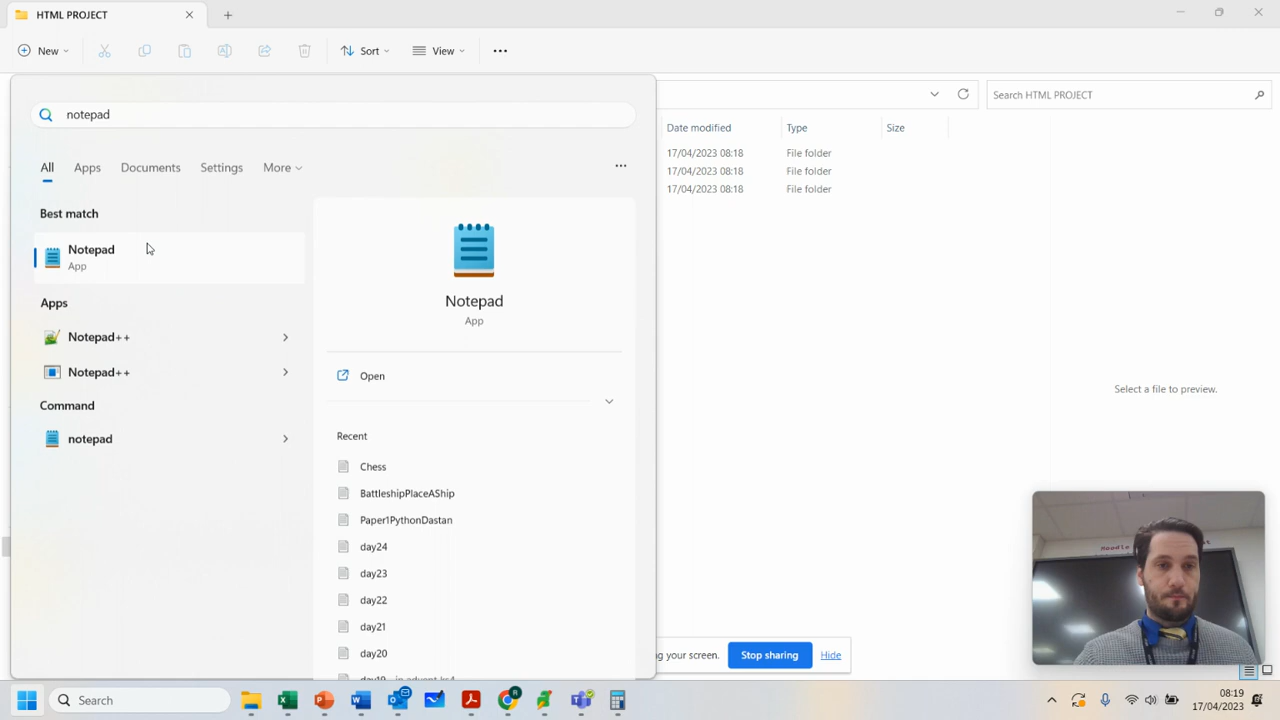 HTML PROJECT
New
Sort
View
notepad
Search HTML PROJECT
Date modified
Type
Size
All
Apps
Documents
Settings
More
17/04/2023 08:18
File folder
17/04/2023 08:18
File folder
17/04/2023 08:18
File folder
Best match
Notepad
App
Notepad
App
Apps
Notepad++
Notepad++
Command
notepad
Open
Recent
Chess
BattleshipPlaceAShip
Paper1PythonDastan
day24
day23
day22
day21
day20
Select a file to preview.
g your screen.
Stop sharing
Hide
Search
08:19
17/04/2023